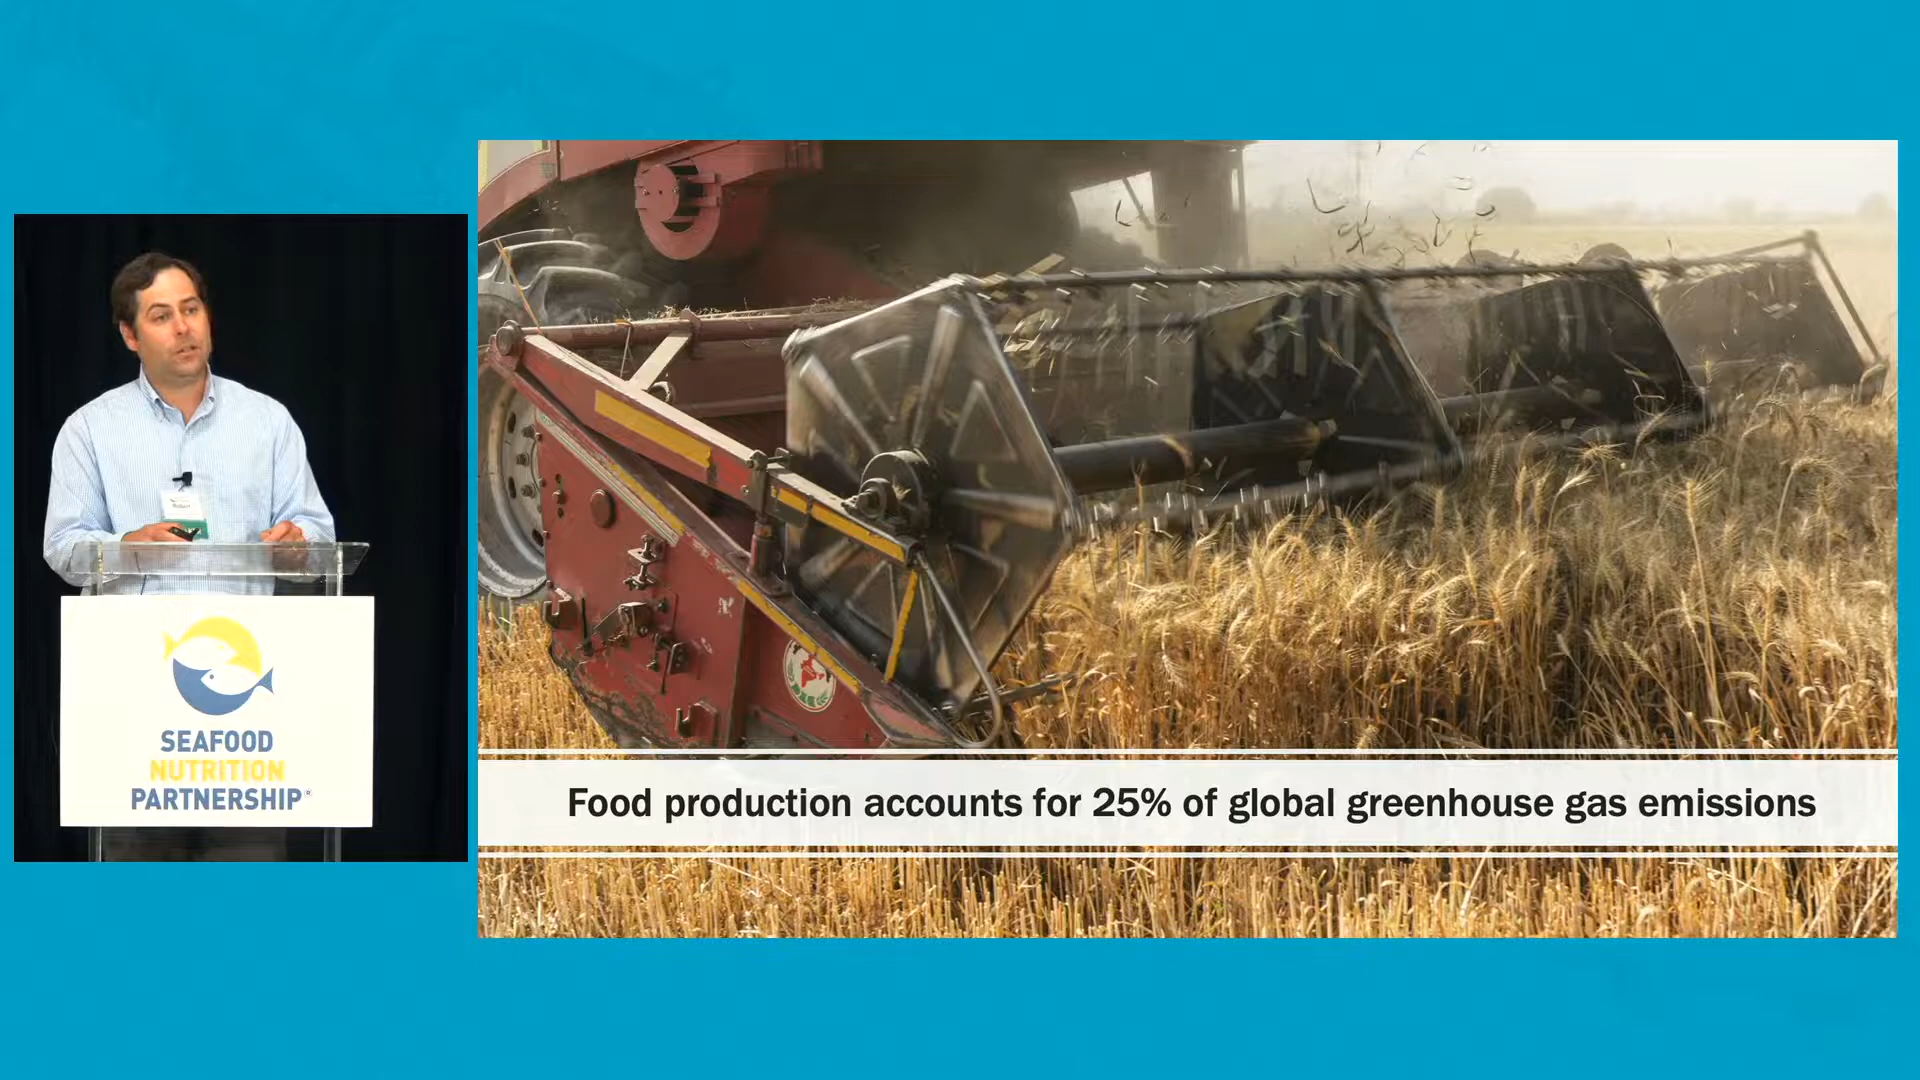 SEAFOOD
NUTRITION
PARTNERSHIP®
Food production accounts for 25% of global greenhouse gas emissions